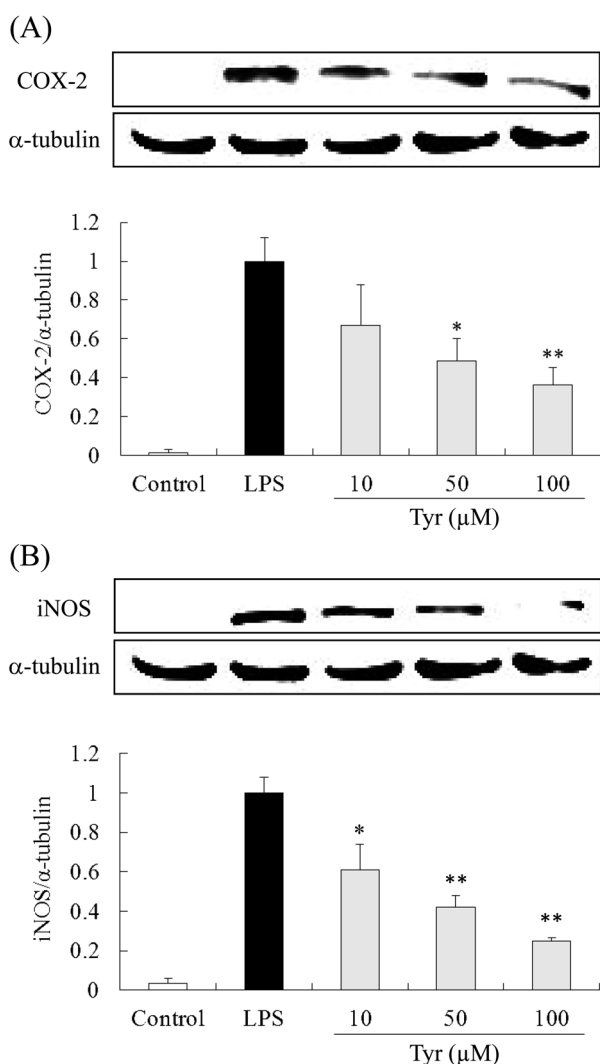 (A)
COX-2
α-tubulin
COX-2/α-tubulin
1.2
1
0.8
0.6
0.4
0.2
0
*
**
Control LPS 10 50 100
Tyr (µM)
(B)
iNOS
α-tubulin
iNOS/α-tubulin
1.2
1
0.8
0.6
0.4
0.2
0
*
**
**
Control LPS 10 50 100
Tyr (µM)